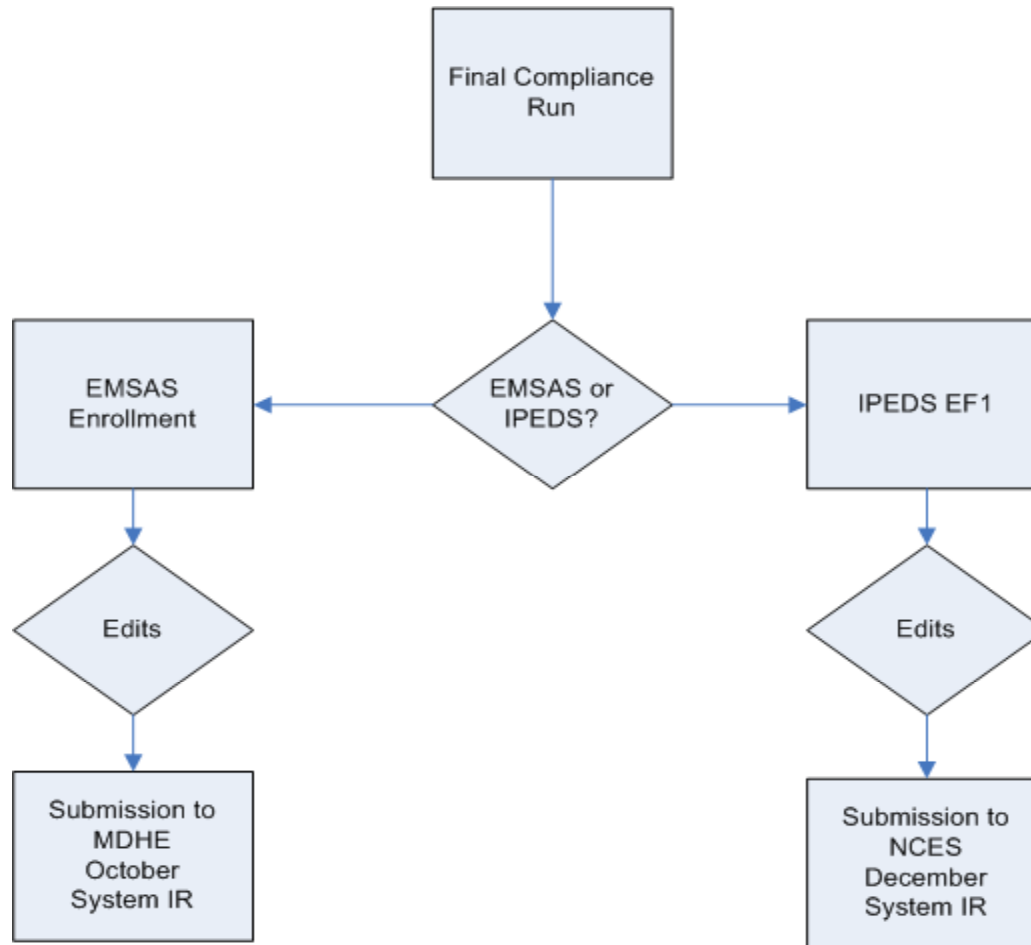 Final Compliance
Run
EMSAS or
IPEDS?
EMSAS
Enrollment
IPEDS EF1
Edits
Edits
Submission to
MDHE
October
System IR
Submission to
NCES
December
System IR